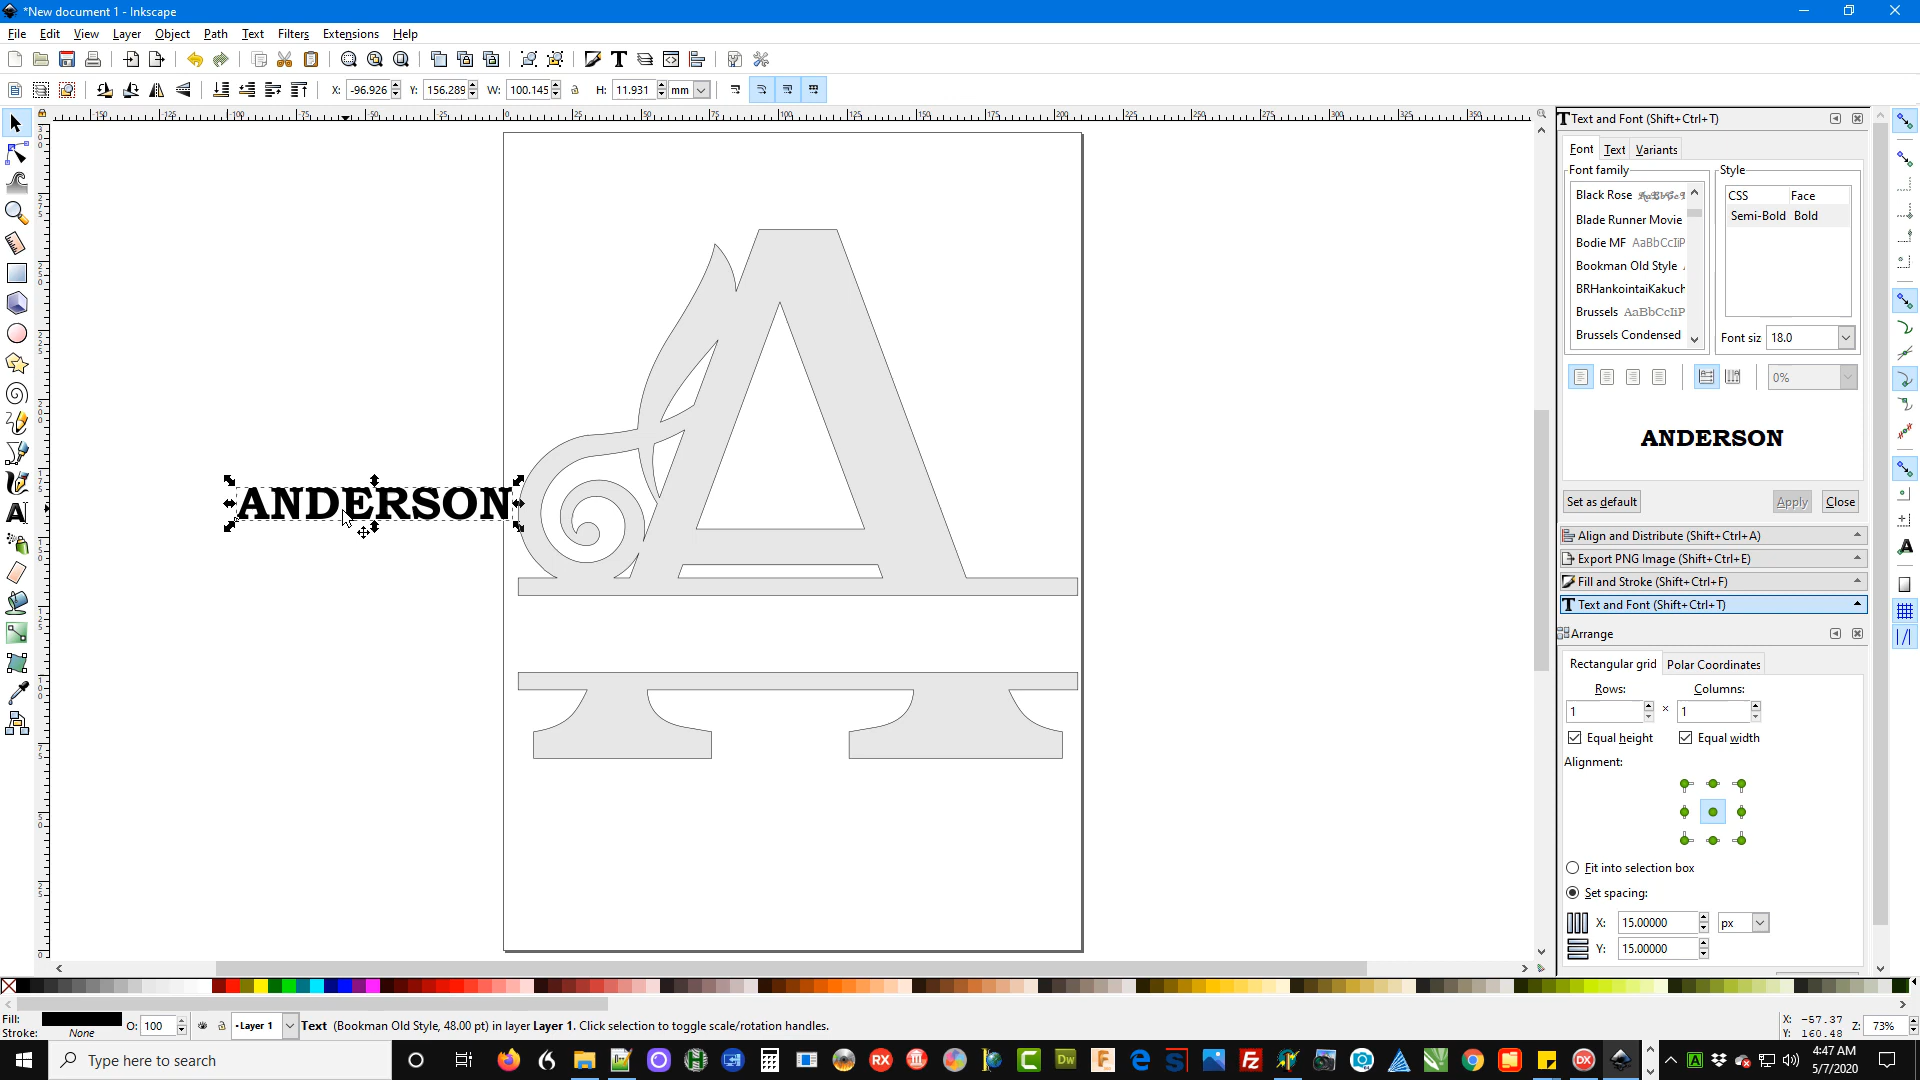 *New document 1 - Inkscape
File Edit View Layer Object Path Text Filters Extensions Help
X: -96.926 Y: 156.289 W: 100.145 H: 11.931 mm
Text and Font (Shift+Ctrl+T)
Font Text Variants
Font family Style
Black Rose
CSS Face
Blade Runner Movie
Semi-Bold Bold
Bodie MF AaBbCcIiP
Bookman Old Style
BRHankointaiKakuch
Brussels AaBbCcIiP
Brussels Condensed
Font siz 18.0
0%
ANDERSON
Set as default Apply Close
ANDERSON
Align and Distribute (Shift+Ctrl+A)
Export PNG Image (Shift+Ctrl+E)
Fill and Stroke (Shift+Ctrl+F)
Text and Font (Shift+Ctrl+T)
Arrange
Rectangular grid Polar Coordinates
Rows: Columns:
1 × 1
Equal height Equal width
Alignment:
Fit into selection box
Set spacing:
X: 15.00000 px
Y: 15.00000
Fill:
Stroke: None
O: 100
Layer 1
Text (Bookman Old Style, 48.00 pt) in layer Layer 1. Click selection to toggle scale/rotation handles.
X: -57.37
Y: 160.48
Z: 73%
Type here to search
4:47 AM
5/7/2020